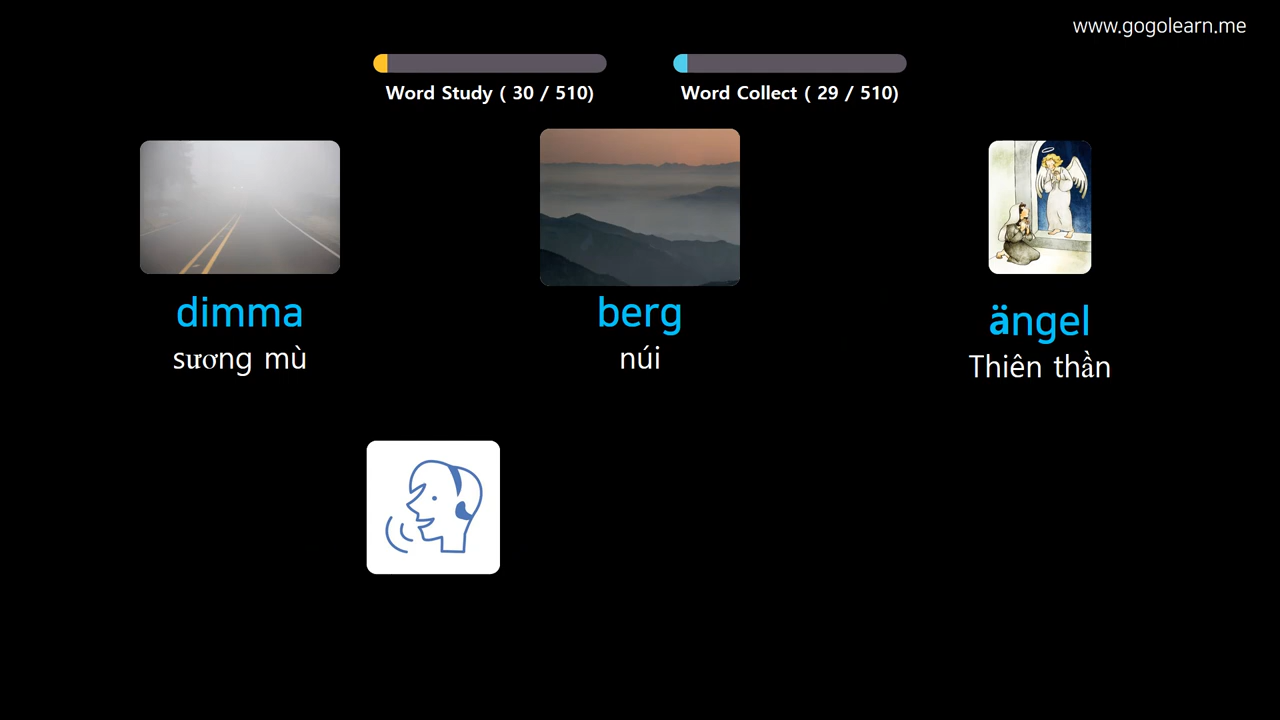 www.gogolearn.me
Word Study ( 30 / 510)
Word Collect ( 29 / 510)
dimma
sương mù
berg
núi
ängel
Thiên thần